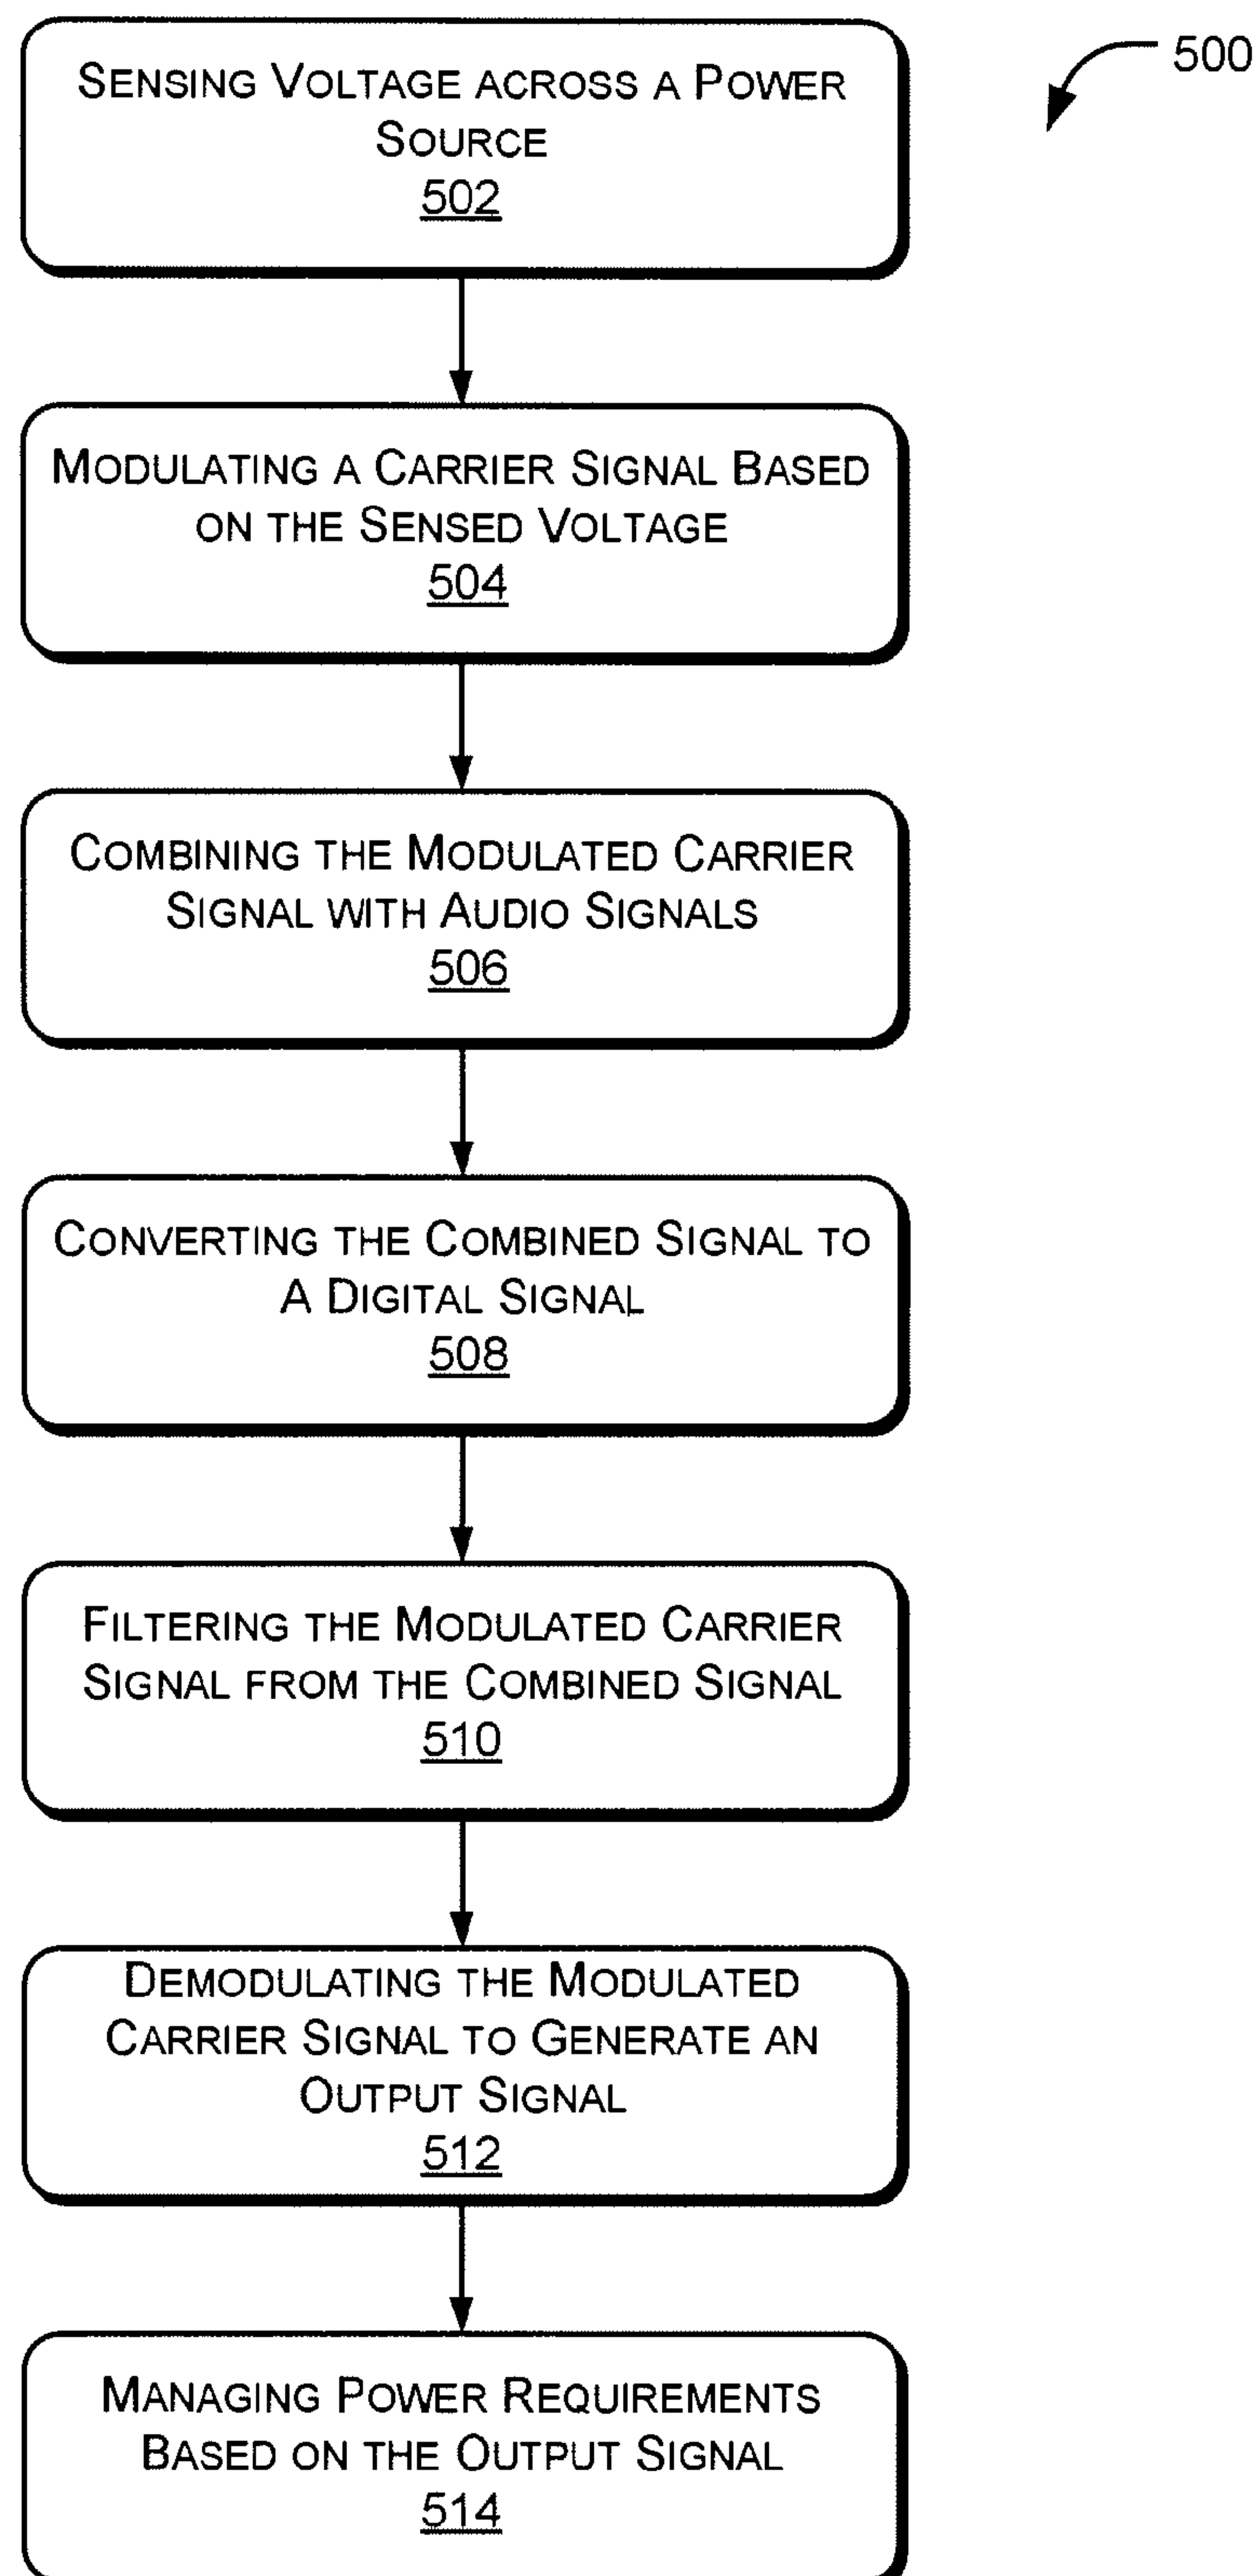 500
SENSING VOLTAGE ACROSS A POWER
SOURCE
502
MODULATING A CARRIER SIGNAL BASED
ON THE SENSED VOLTAGE
504
COMBINING THE MODULATED CARRIER
SIGNAL WITH AUDIO SIGNALS
506
CONVERTING THE COMBINED SIGNAL TO
A DIGITAL SIGNAL
508
FILTERING THE MODULATED CARRIER
SIGNAL FROM THE COMBINED SIGNAL
510
DEMODULATING THE MODULATED
CARRIER SIGNAL TO GENERATE AN
OUTPUT SIGNAL
512
MANAGING POWER REQUIREMENTS
BASED ON THE OUTPUT SIGNAL
514